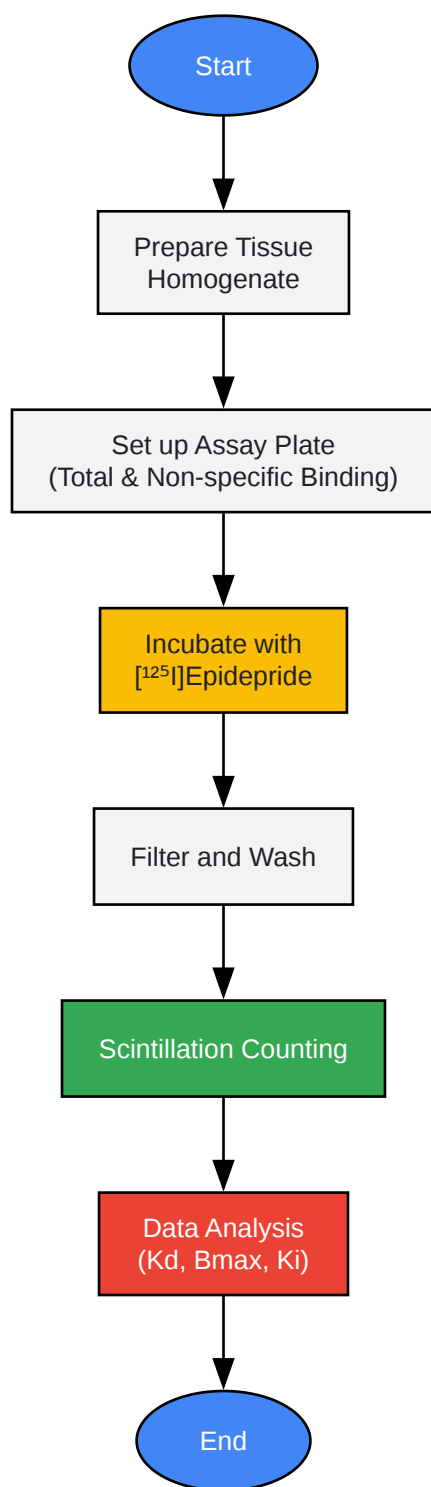 Start
Prepare Tissue
Homogenate
Set up Assay Plate
(Total & Non-specific Binding)
Incubate with
[¹²⁵I]Epidepride
Filter and Wash
Scintillation Counting
Data Analysis
(Kd, Bmax, Ki)
End